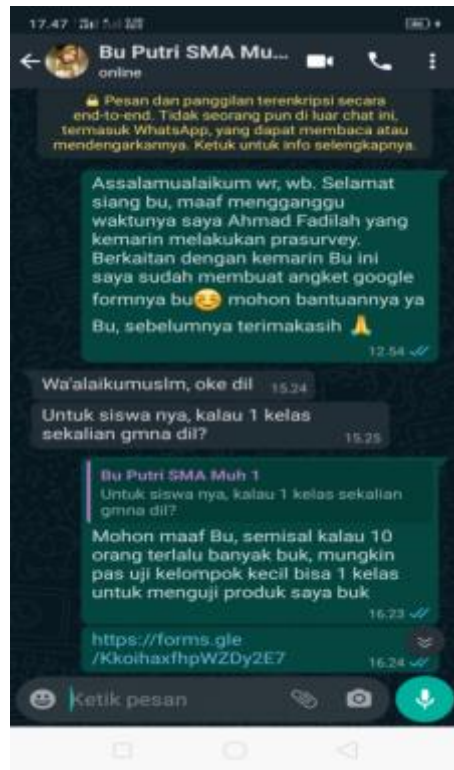 17.47
Bu Putri SMA Mu...
online
Pesan dan panggilan terenkripsi secara
end-to-end. Tidak seorang pun di luar chat ini,
termasuk WhatsApp, yang dapat membaca atau
mendengarkannya. Ketuk untuk info selengkapnya.
Assalamualaikum wr, wb. Selamat
siang bu, maaf mengganggu
waktunya saya Ahmad Fadilah yang
kemarin melakukan prasurvey.
Berkaitan dengan kemarin Bu ini
saya sudah membuat angket google
formnya bu😊 mohon bantuannya ya
Bu, sebelumnya terimakasih 🙏
12.54
Wa'alaikumuslm, oke dil 15.24
Untuk siswa nya, kalau 1 kelas
sekalian gmna dil?
15.25
Bu Putri SMA Muh 1
Untuk siswa nya, kalau 1 kelas sekalian
gmna dil?
Mohon maaf Bu, semisal kalau 10
orang terlalu banyak buk, mungkin
pas uji kelompok kecil bisa 1 kelas
untuk menguji produk saya buk
16.23
https://forms.gle
/KkoihaxfhpWZDy2E7
16.24
Ketik pesan